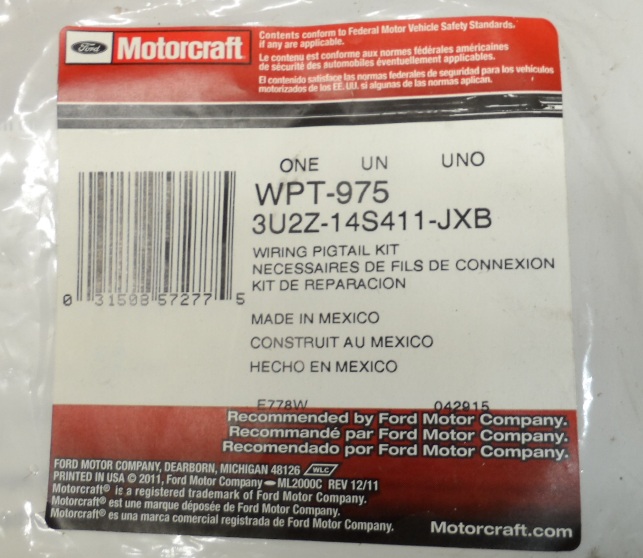 Ford
Motorcraft
Contents conform to Federal Motor Vehicle Safety Standards.
if any are applicable.
Le contenu est conforme aux normes fédérales américaines
de sécurité des automobiles éventuellement applicables.
El contenido satisface las normas federales de seguridad para los vehículos
motorizados de los EE. UU. si algunas de las normas aplican.
ONE UN UNO
WPT-975
3U2Z-14S411-JXB
WIRING PIGTAIL KIT
NECESSAIRES DE FILS DE CONNEXION
KIT DE REPARACION
0 31508 57277 5
MADE IN MEXICO
CONSTRUIT AU MEXICO
HECHO EN MEXICO
E778W 042915
Recommended by Ford Motor Company.
Recommandé par Ford Motor Company.
Recomendado por Ford Motor Company.
FORD MOTOR COMPANY, DEARBORN, MICHIGAN 48126 WLC
PRINTED IN USA © 2011, Ford Motor Company ML2000C REV 12/11
Motorcraft® is a registered trademark of Ford Motor Company.
Motorcraft® est une marque déposée de Ford Motor Company.
Motorcraft® es una marca comercial registrada de Ford Motor Company.
Motorcraft.com